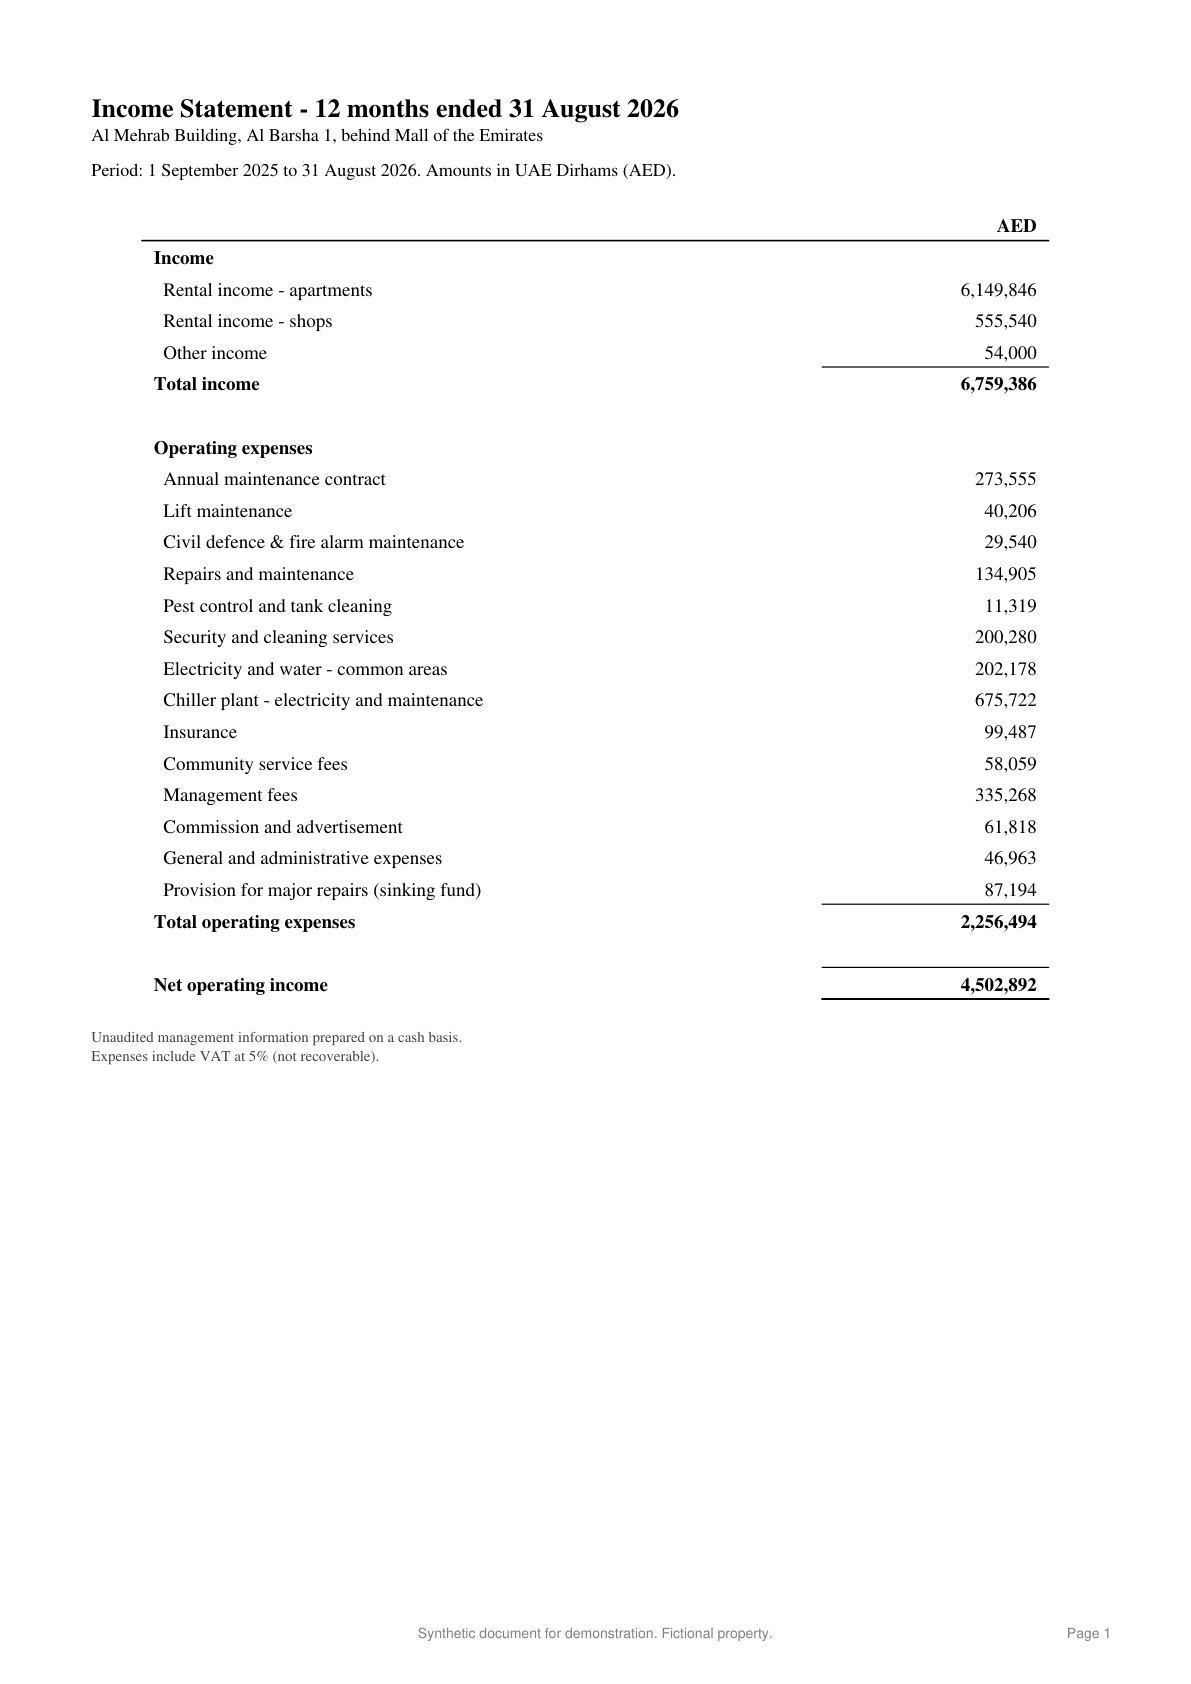 Income Statement - 12 months ended 31 August 2026
Al Mehrab Building, Al Barsha 1, behind Mall of the Emirates
Period: 1 September 2025 to 31 August 2026. Amounts in UAE Dirhams (AED).
AED
Income
Rental income - apartments 6,149,846
Rental income - shops 555,540
Other income 54,000
Total income 6,759,386
Operating expenses
Annual maintenance contract 273,555
Lift maintenance 40,206
Civil defence & fire alarm maintenance 29,540
Repairs and maintenance 134,905
Pest control and tank cleaning 11,319
Security and cleaning services 200,280
Electricity and water - common areas 202,178
Chiller plant - electricity and maintenance 675,722
Insurance 99,487
Community service fees 58,059
Management fees 335,268
Commission and advertisement 61,818
General and administrative expenses 46,963
Provision for major repairs (sinking fund) 87,194
Total operating expenses 2,256,494
Net operating income 4,502,892
Unaudited management information prepared on a cash basis.
Expenses include VAT at 5% (not recoverable).
Synthetic document for demonstration. Fictional property. Page 1